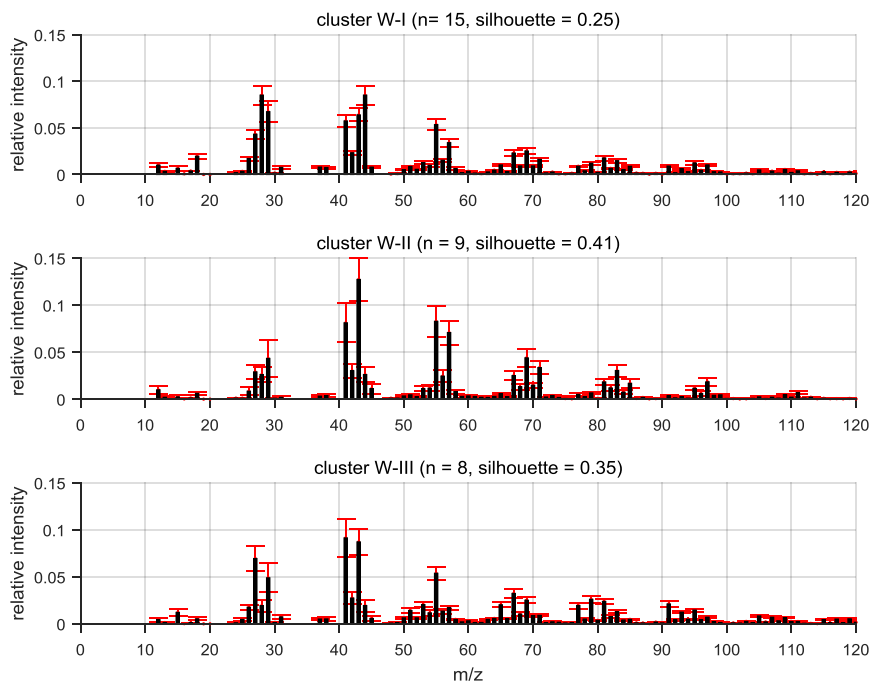 cluster W-I (n= 15, silhouette = 0.25)
0.15
0.1
0.05
0
relative intensity
0 10 20 30 40 50 60 70 80 90 100 110 120
cluster W-II (n = 9, silhouette = 0.41)
0.15
0.1
0.05
0
relative intensity
0 10 20 30 40 50 60 70 80 90 100 110 120
cluster W-III (n = 8, silhouette = 0.35)
0.15
0.1
0.05
0
relative intensity
0 10 20 30 40 50 60 70 80 90 100 110 120
m/z